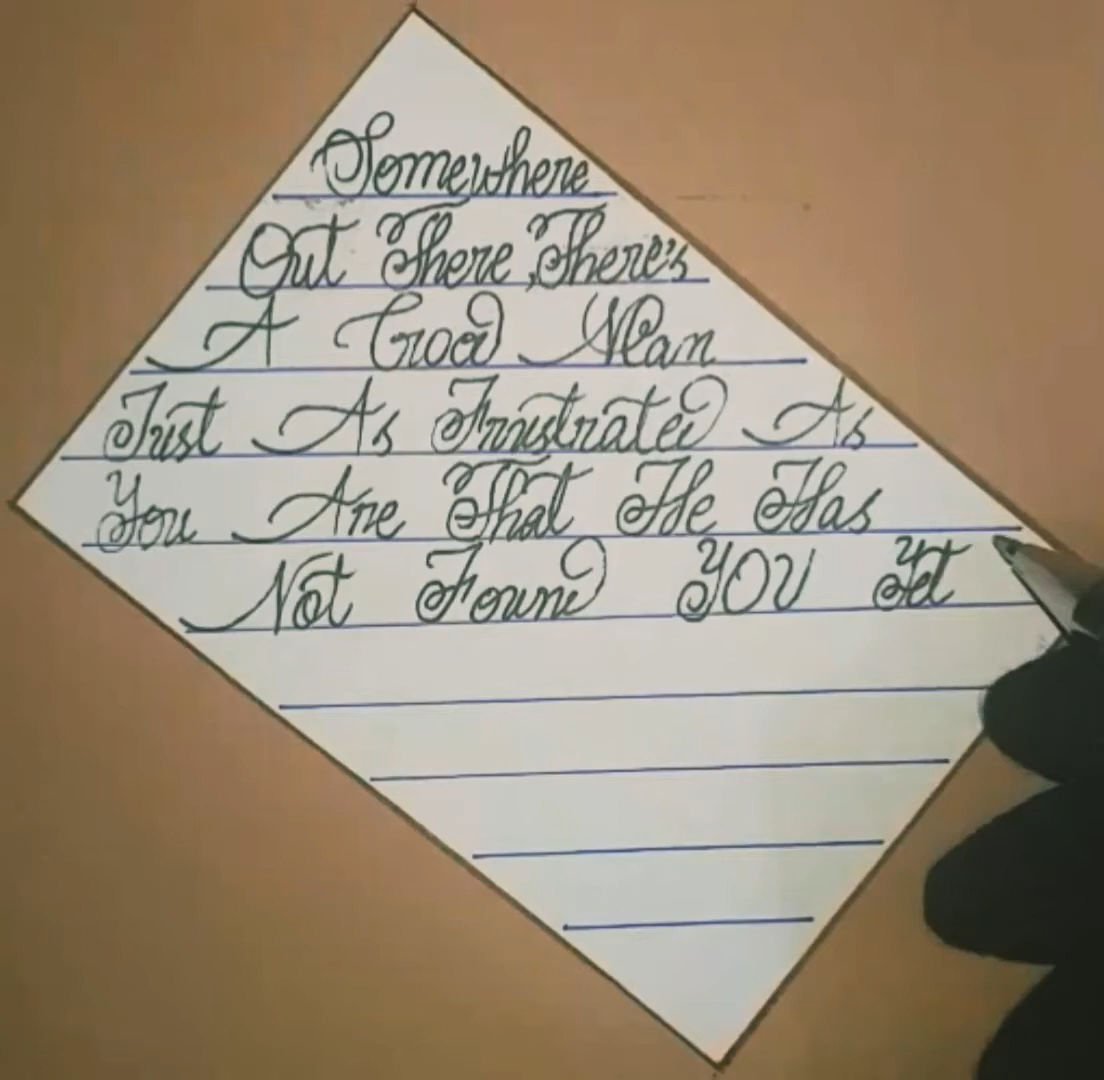 Somewhere
Out There, There's
A Good Man
Just As Frustrated As
You Are That He Has
Not Found YOU Yet